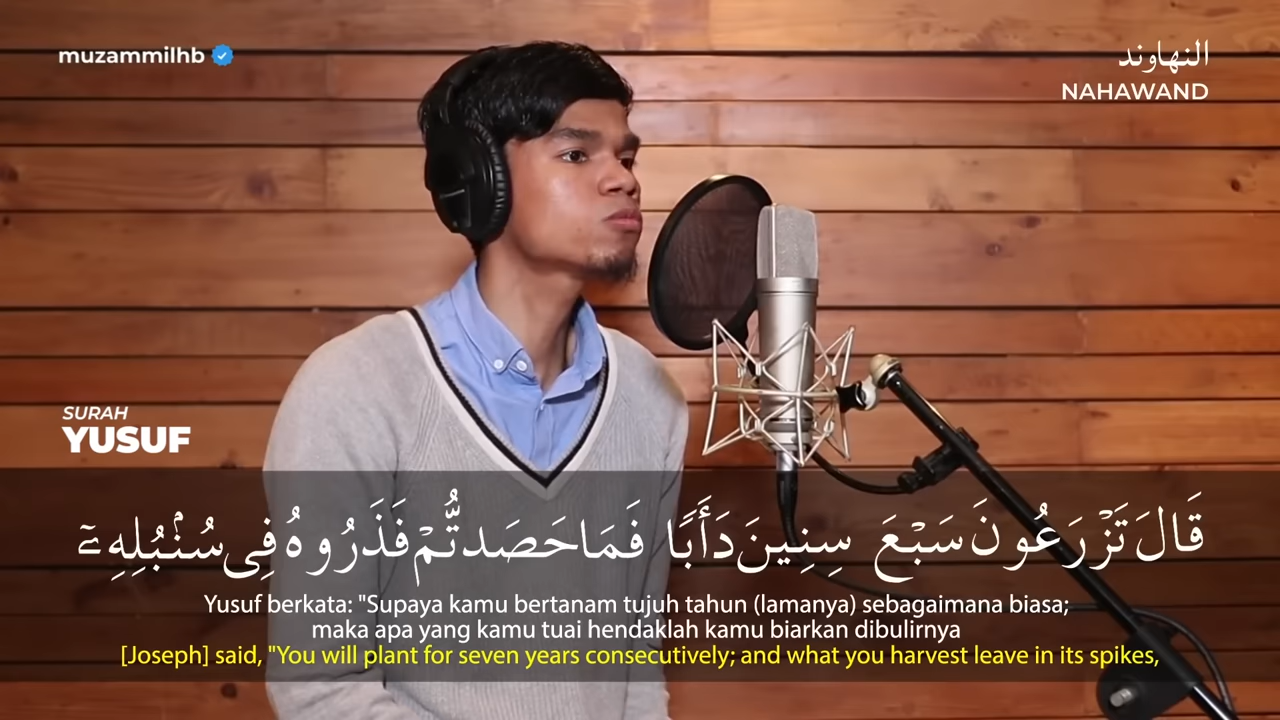 muzammilhb
النهاوند
NAHAWAND
SURAH
YUSUF
قَالَ تَزْرَعُونَ سَبْعَ سِنِينَ دَأَبًا فَمَا حَصَدتُّمْ فَذَرُوهُ فِى سُنۢبُلِهِۦٓ
Yusuf berkata: "Supaya kamu bertanam tujuh tahun (lamanya) sebagaimana biasa;
maka apa yang kamu tuai hendaklah kamu biarkan dibulirnya
[Joseph] said, "You will plant for seven years consecutively; and what you harvest leave in its spikes,